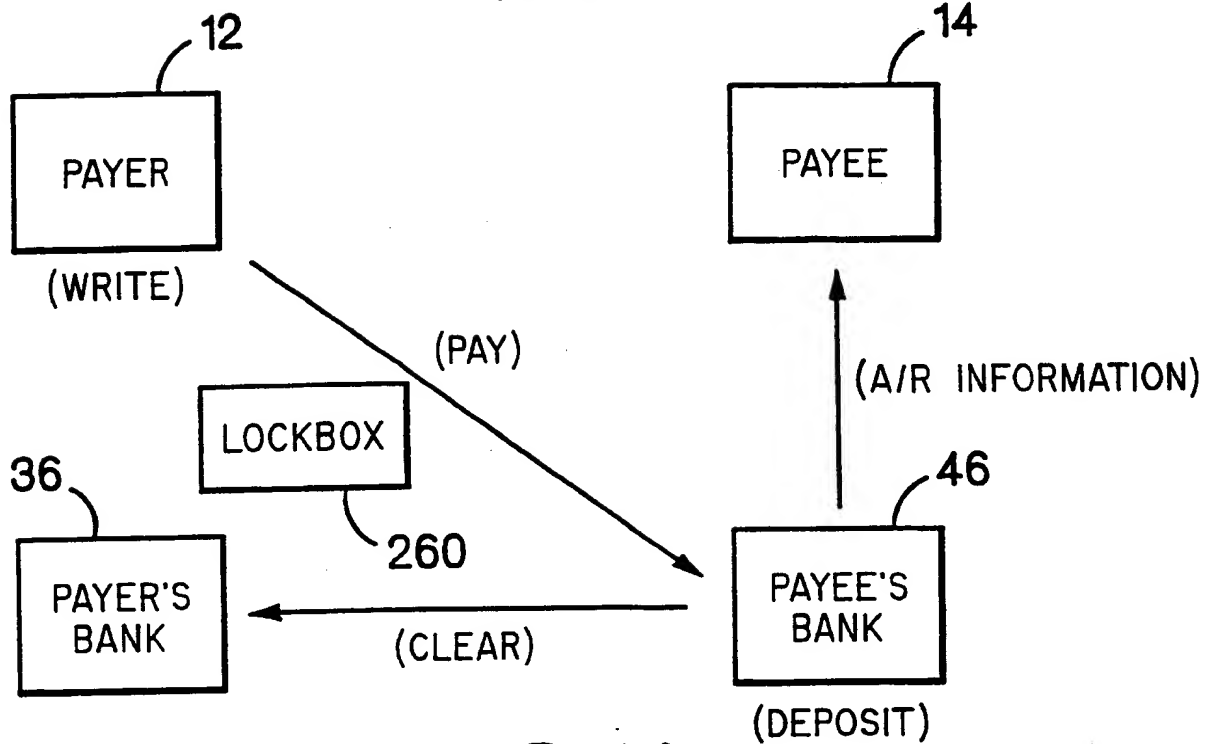 12
14
PAYER
PAYEE
(WRITE)
(PAY)
(A/R INFORMATION)
LOCKBOX
36
46
260
PAYER'S
BANK
PAYEE'S
BANK
(CLEAR)
(DEPOSIT)